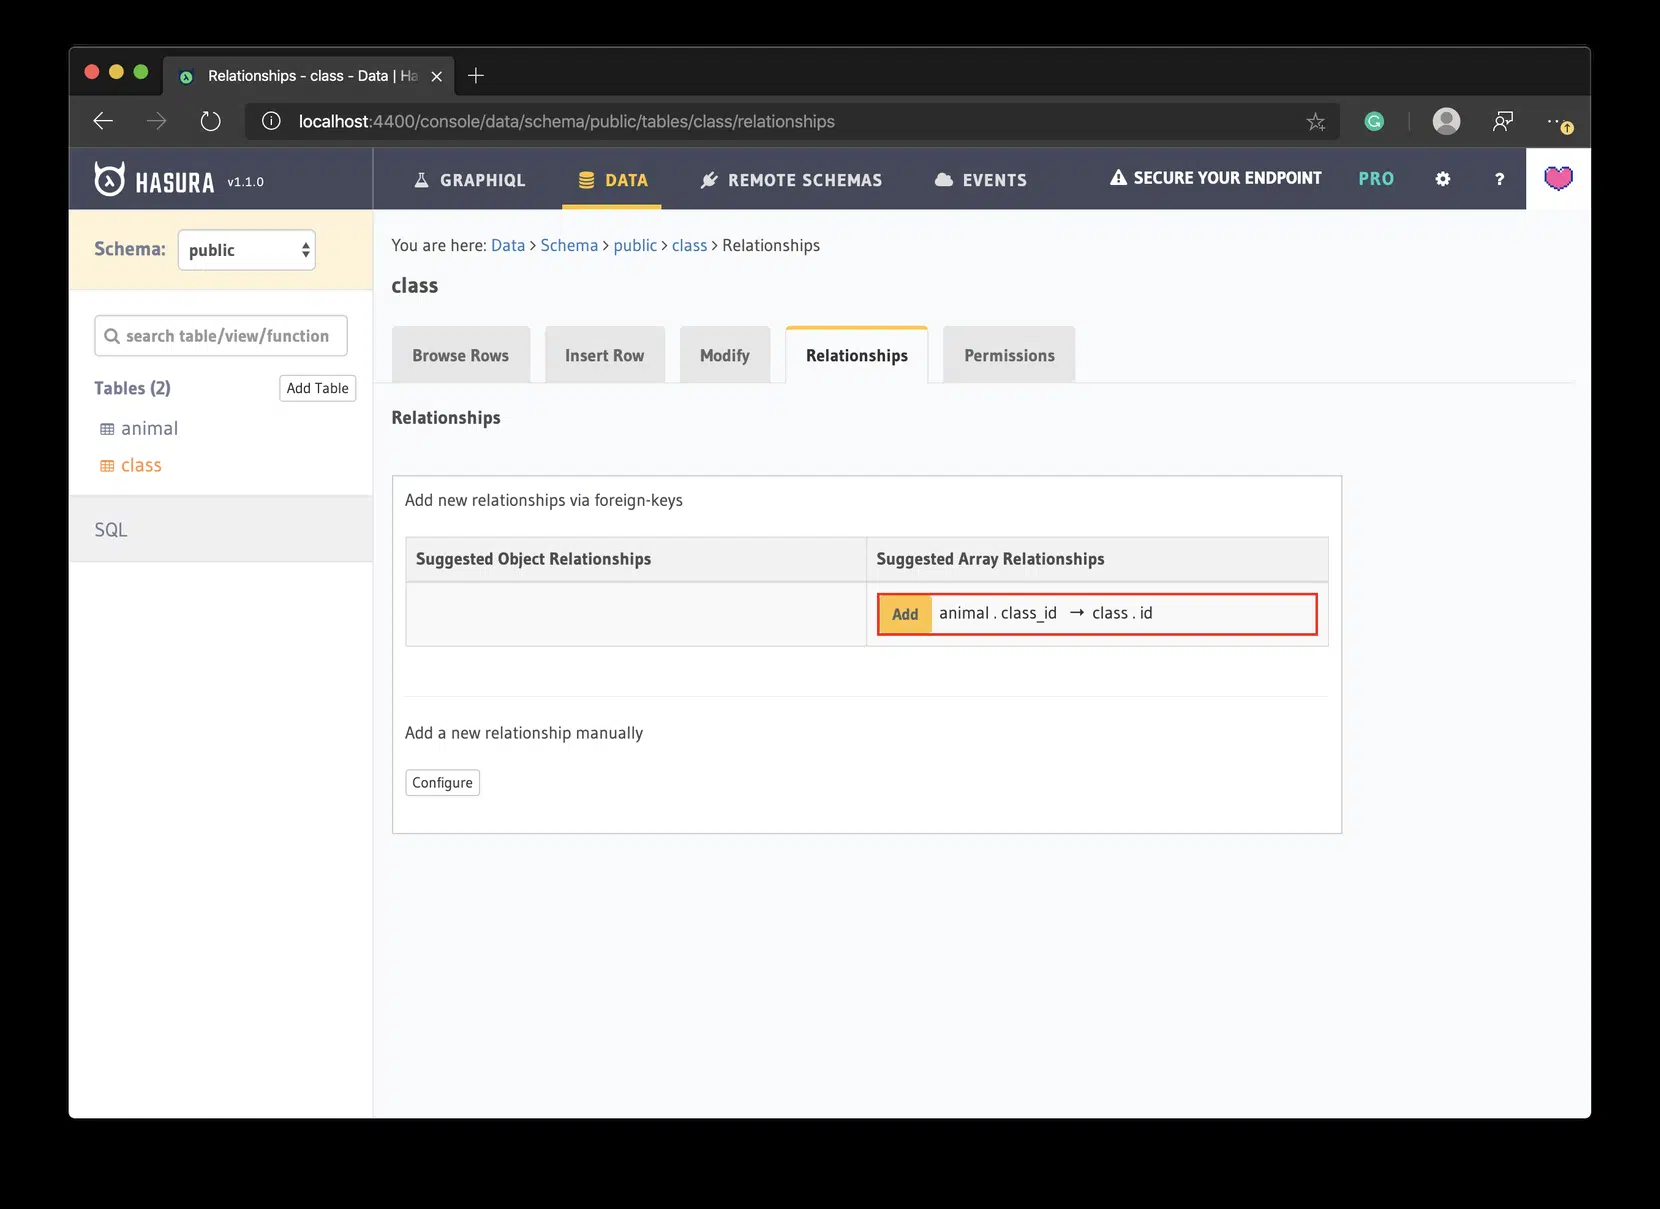 Relationships - class - Data | Ha
localhost:4400/console/data/schema/public/tables/class/relationships
HASURA v1.1.0
GRAPHIQL
DATA
REMOTE SCHEMAS
EVENTS
SECURE YOUR ENDPOINT
PRO
?
Schema: public
search table/view/function
Tables (2)
Add Table
animal
class
SQL
You are here: Data > Schema > public > class > Relationships
class
Browse Rows
Insert Row
Modify
Relationships
Permissions
Relationships
Add new relationships via foreign-keys
Suggested Object Relationships
Suggested Array Relationships
Add animal . class_id → class . id
Add a new relationship manually
Configure